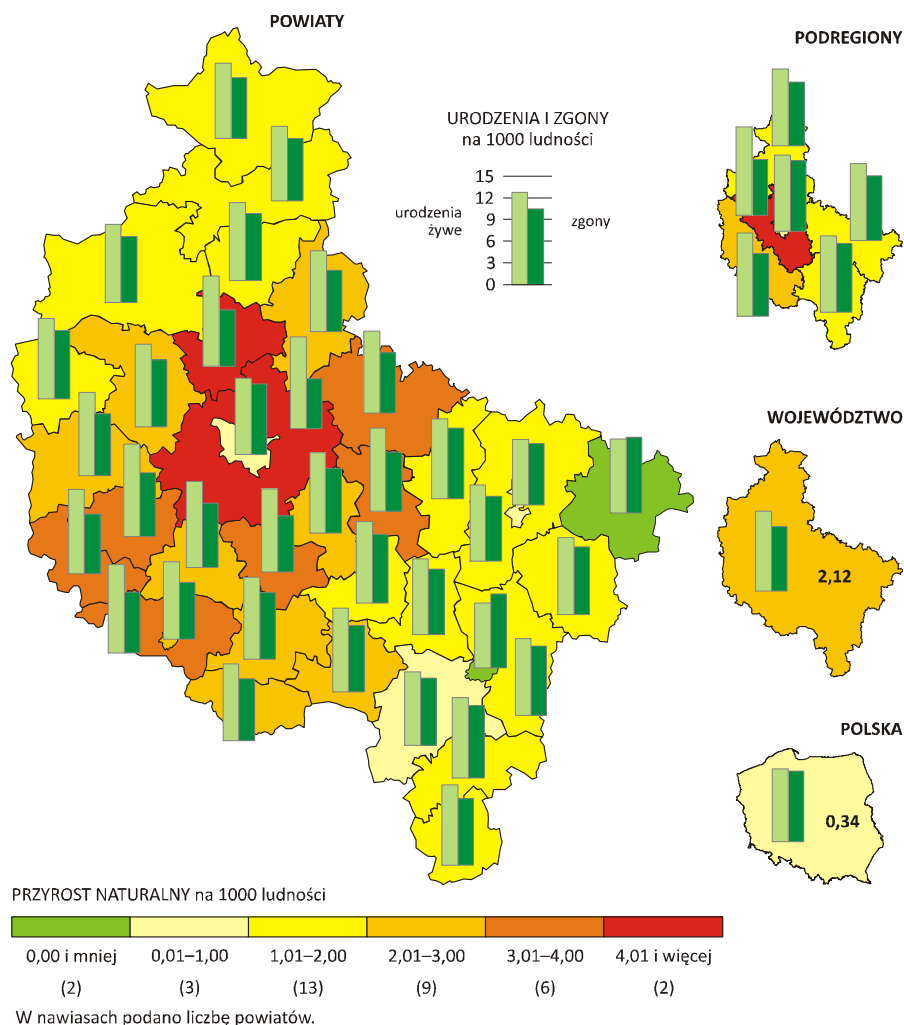 POWIATY
PODREGIONY
URODZENIA I ZGONY
na 1000 ludności
15
12
9
6
3
0
urodzenia
żywe
zgony
WOJEWÓDZTWO
2,12
POLSKA
0,34
PRZYROST NATURALNY na 1000 ludności
0,00 i mniej 0,01–1,00 1,01–2,00 2,01–3,00 3,01–4,00 4,01 i więcej
(2) (3) (13) (9) (6) (2)
W nawiasach podano liczbę powiatów.